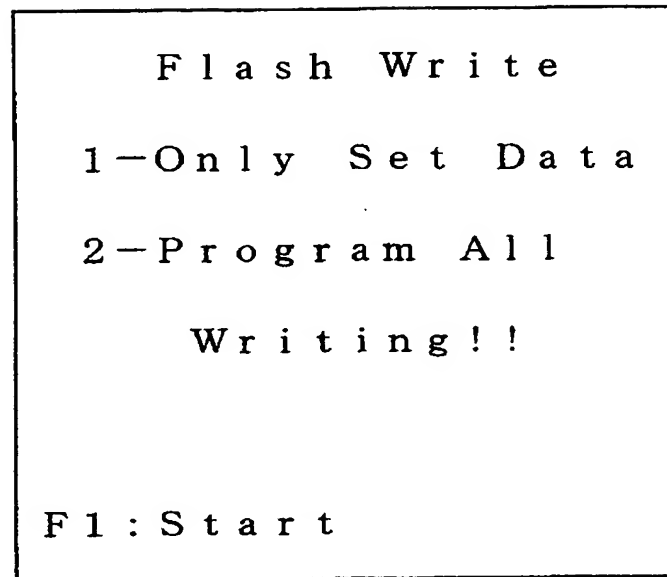 Flash Write
1-Only Set Data
2-Program All
Writing!!
F1:Start